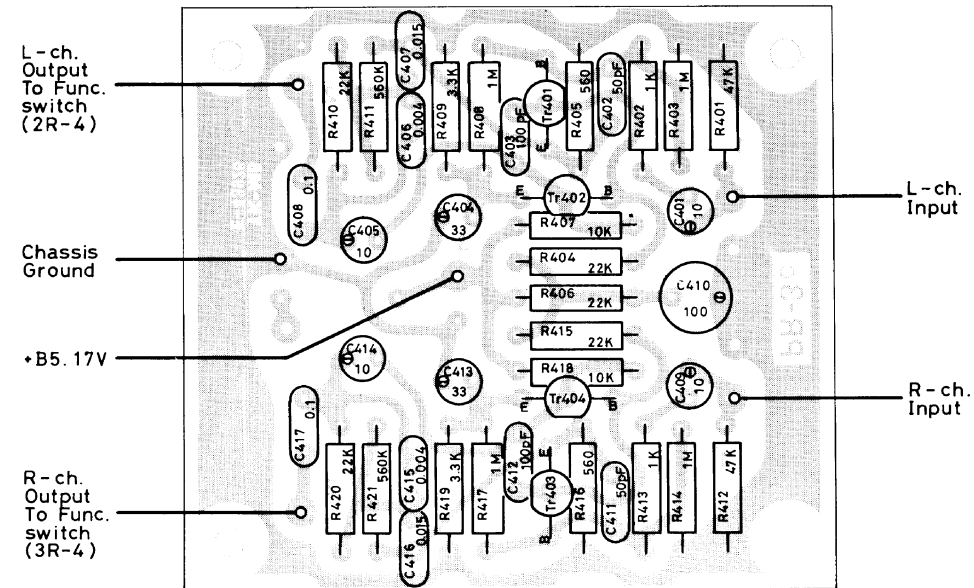 L-ch.
Output
To Func.
switch
(2R-4)
Chassis
Ground
+B5.17V
R-ch.
Output
To Func.
switch
(3R-4)
L-ch.
Input
R-ch.
Input
R410 22K
R411 560K
C407 0.015
C406 0.004
R409 3.3K
R408 1M
C403 100PF
B
Tr401
E
R405 560
C402 50pF
R402 1K
R403 1M
R401 47K
C408 0.1
C405
10
C404
33
E Tr402 B
R407 10K
C401
10
R404 22K
R406 22K
C410
100
R415 22K
R418 10K
C414
10
C413
33
E Tr404 B
C409
10
C417 0.1
R420 22K
R421 560K
C415 0.004
C416 0.015
R419 3.3K
R417 1M
C412 100pF
E
Tr403
B
R416 560
C411 50pF
R413 1K
R414 1M
R412 47K